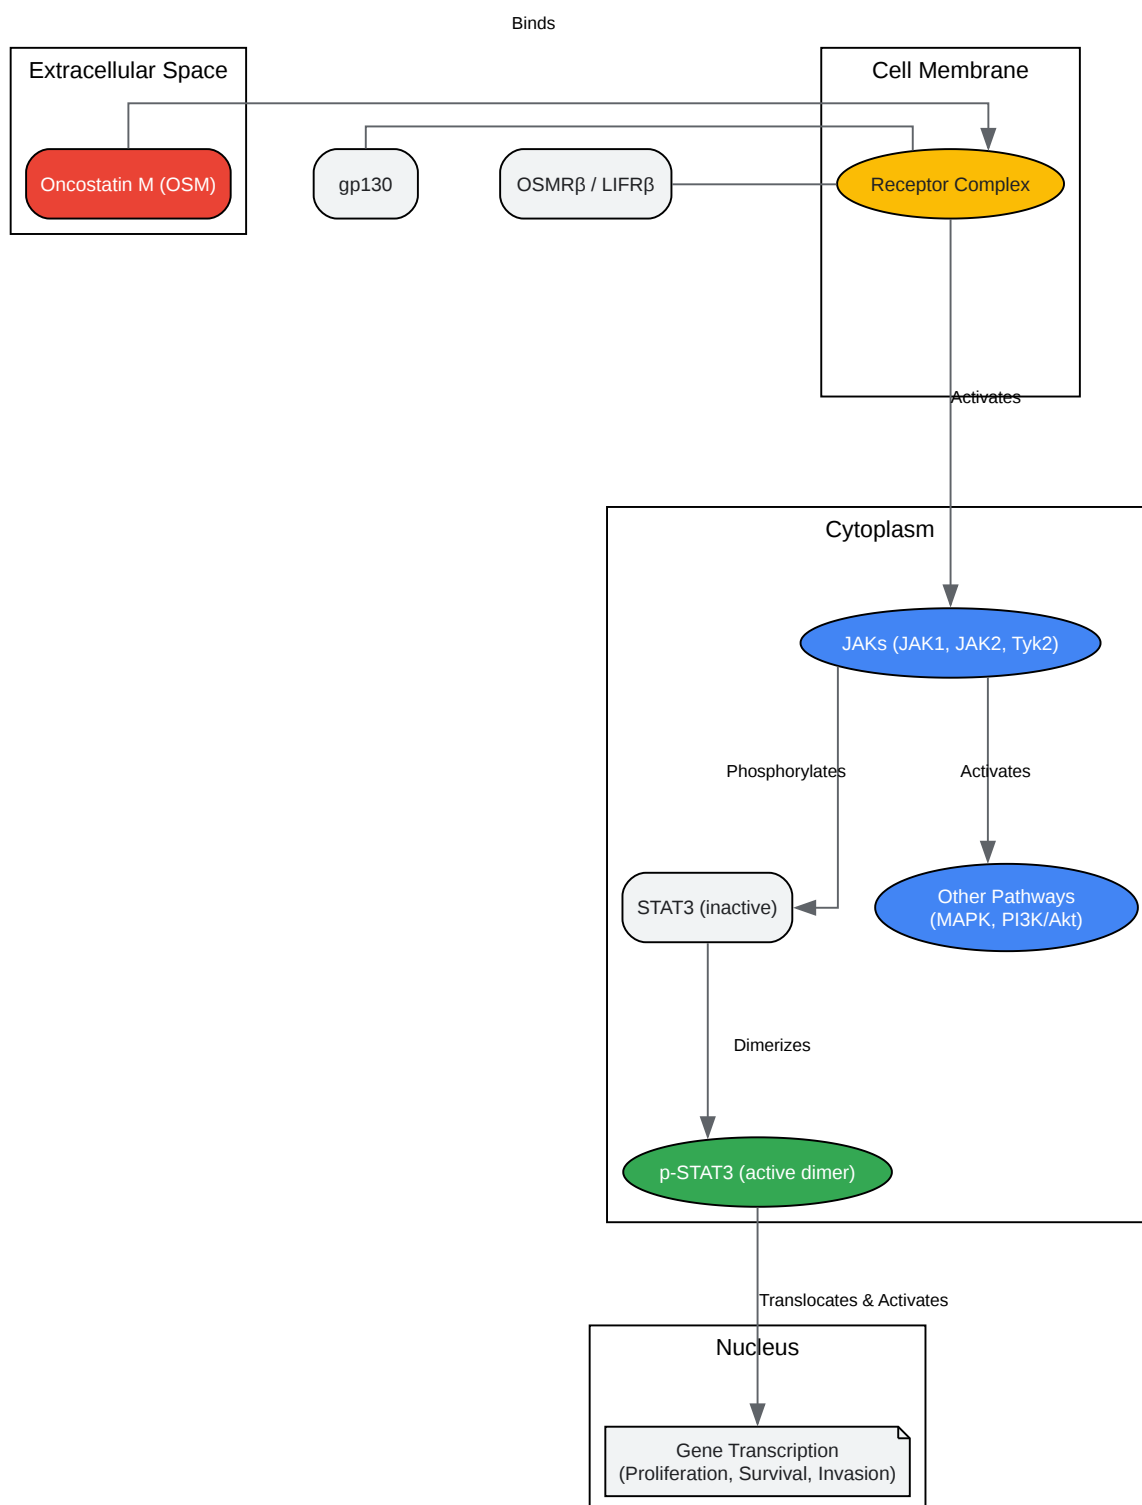 Binds
Extracellular Space
Cell Membrane
Oncostatin M (OSM)
gp130
OSMRβ / LIFRβ
Receptor Complex
Activates
Cytoplasm
JAKs (JAK1, JAK2, Tyk2)
Phosphorylates
Activates
STAT3 (inactive)
Other Pathways
(MAPK, PI3K/Akt)
Dimerizes
p-STAT3 (active dimer)
Translocates & Activates
Nucleus
Gene Transcription
(Proliferation, Survival, Invasion)